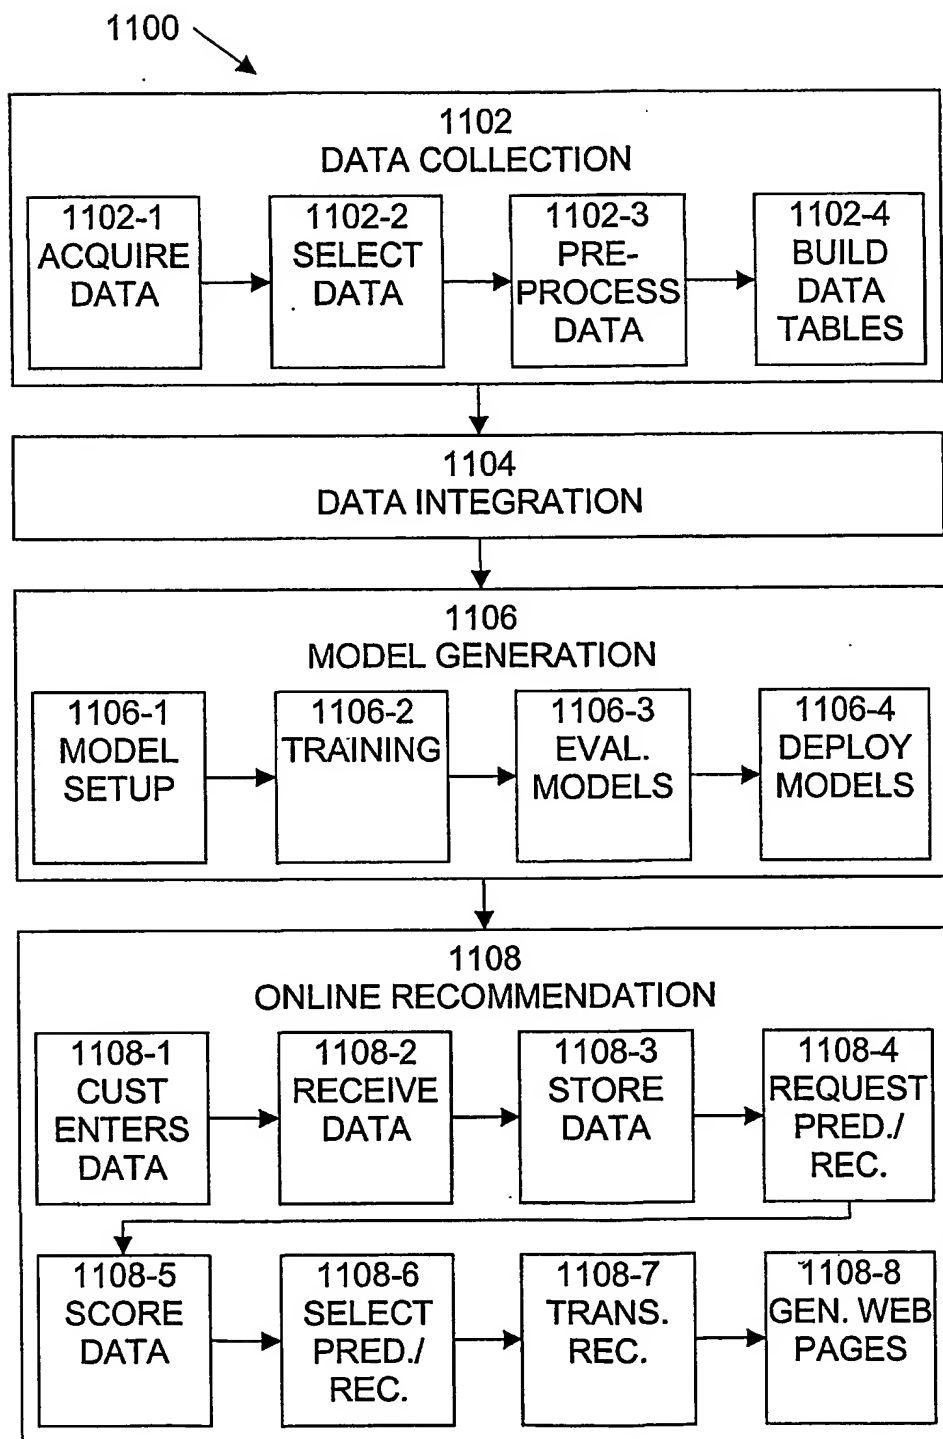 1100
1102
DATA COLLECTION
1102-1
ACQUIRE
DATA
1102-2
SELECT
DATA
1102-3
PRE-
PROCESS
DATA
1102-4
BUILD
DATA
TABLES
1104
DATA INTEGRATION
1106
MODEL GENERATION
1106-1
MODEL
SETUP
1106-2
TRAINING
1106-3
EVAL.
MODELS
1106-4
DEPLOY
MODELS
1108
ONLINE RECOMMENDATION
1108-1
CUST
ENTERS
DATA
1108-2
RECEIVE
DATA
1108-3
STORE
DATA
1108-4
REQUEST
PRED./
REC.
1108-5
SCORE
DATA
1108-6
SELECT
PRED./
REC.
1108-7
TRANS.
REC.
1108-8
GEN. WEB
PAGES